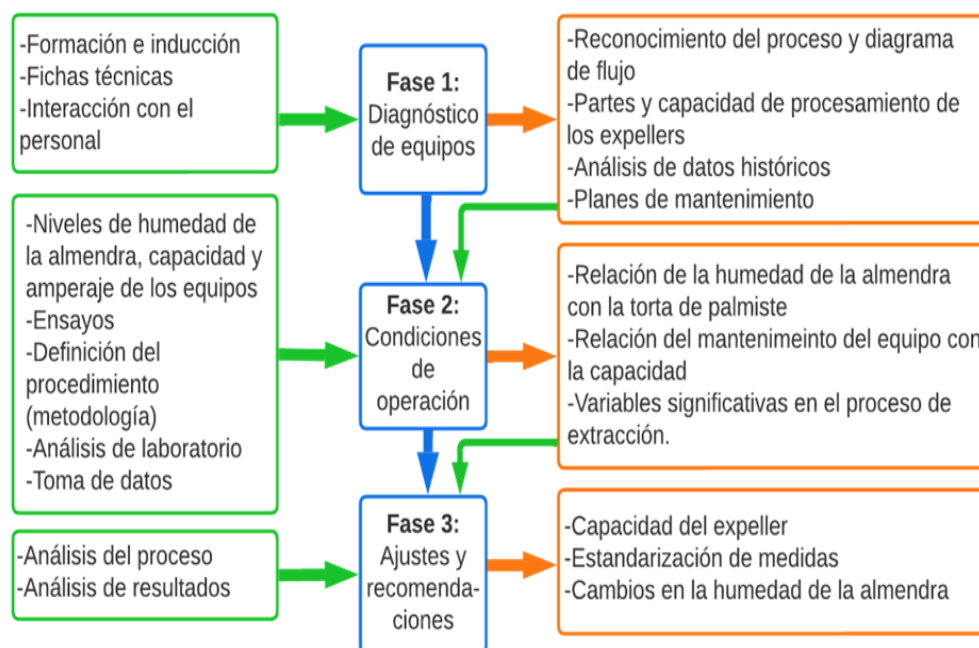 -Formación e inducción
-Fichas técnicas
-Interacción con el
personal
Fase 1:
Diagnóstico
de equipos
-Reconocimiento del proceso y diagrama
de flujo
-Partes y capacidad de procesamiento de
los expellers
-Análisis de datos históricos
-Planes de mantenimiento
-Niveles de humedad de
la almendra, capacidad y
amperaje de los equipos
-Ensayos
-Definición del
procedimiento
(metodología)
-Análisis de laboratorio
-Toma de datos
Fase 2:
Condiciones
de
operación
-Relación de la humedad de la almendra
con la torta de palmiste
-Relación del mantenimeinto del equipo con
la capacidad
-Variables significativas en el proceso de
extracción.
-Análisis del proceso
-Análisis de resultados
Fase 3:
Ajustes y
recomenda-
ciones
-Capacidad del expeller
-Estandarización de medidas
-Cambios en la humedad de la almendra